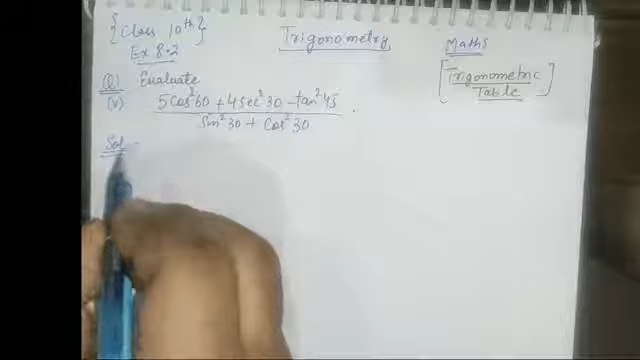 {Class 10th}
Ex 8.2
Trigonometry
Maths
[Trigonometric
Table]
Q1 Evaluate
(v) 5cos²60 + 4sec²30 - tan²45
sin²30 + cos²30
Sol